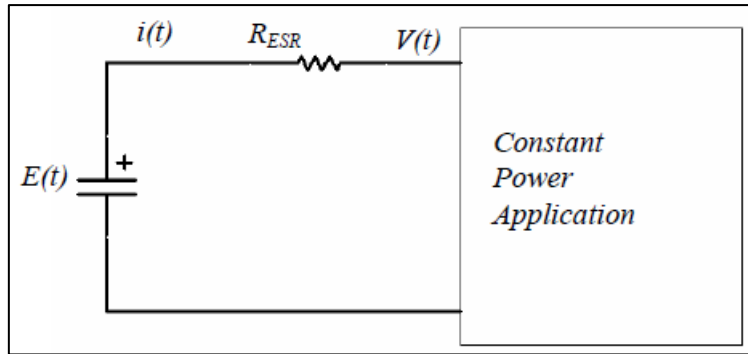 i(t) R_ESR V(t)
+
E(t)
Constant
Power
Application